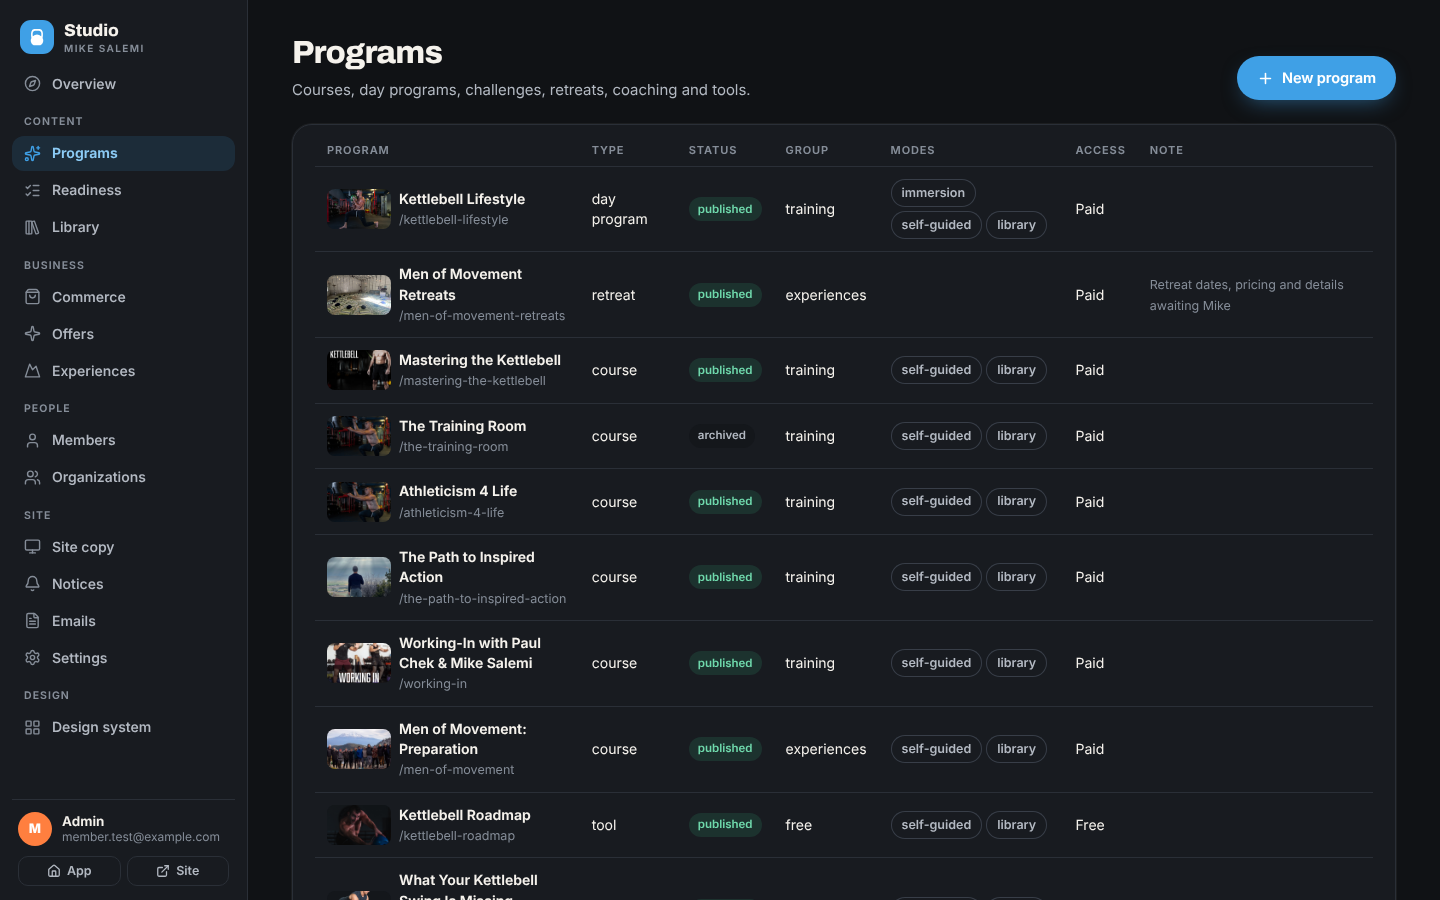 Studio
MIKE SALEMI
Overview
CONTENT
Programs
Readiness
Library
BUSINESS
Commerce
Offers
Experiences
PEOPLE
Members
Organizations
SITE
Site copy
Notices
Emails
Settings
DESIGN
Design system
M
Admin
member.test@example.com
App
Site
Programs
Courses, day programs, challenges, retreats, coaching and tools.
New program
PROGRAM TYPE STATUS GROUP MODES ACCESS NOTE
Kettlebell Lifestyle
/kettlebell-lifestyle
day
program
published
training
immersion
self-guided library
Paid
Men of Movement
Retreats
/men-of-movement-retreats
retreat
published
experiences
Paid
Retreat dates, pricing and details
awaiting Mike
KETTLEBELL
Mastering the Kettlebell
/mastering-the-kettlebell
course
published
training
self-guided library
Paid
The Training Room
/the-training-room
course
archived
training
self-guided library
Paid
Athleticism 4 Life
/athleticism-4-life
course
published
training
self-guided library
Paid
The Path to Inspired
Action
/the-path-to-inspired-action
course
published
training
self-guided library
Paid
WORKING IN
Working-In with Paul
Chek & Mike Salemi
/working-in
course
published
training
self-guided library
Paid
Men of Movement:
Preparation
/men-of-movement
course
published
experiences
self-guided library
Paid
Kettlebell Roadmap
/kettlebell-roadmap
tool
published
free
self-guided library
Free
What Your Kettlebell
Swing Is Missing